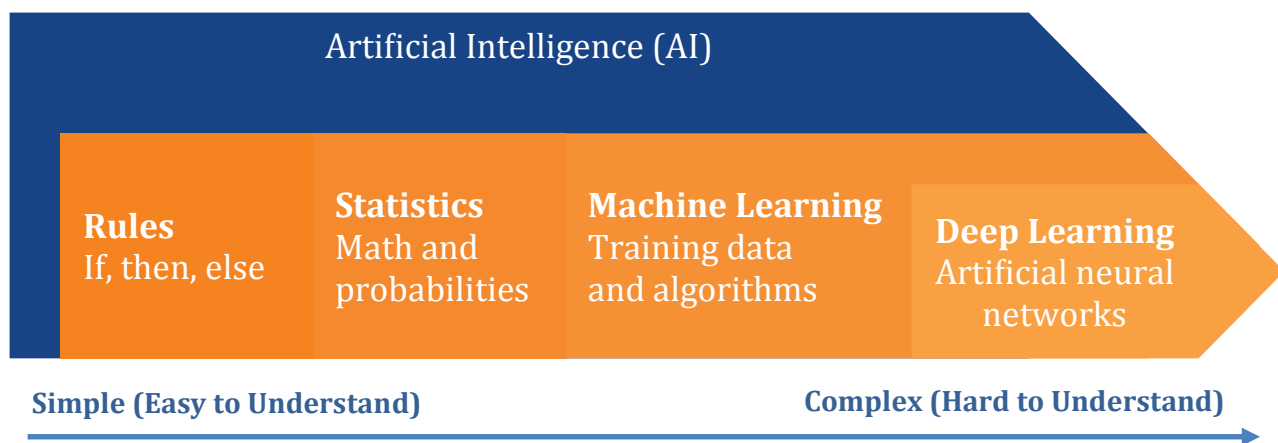 Artificial Intelligence (AI)
Rules
If, then, else
Statistics
Math and
probabilities
Machine Learning
Training data
and algorithms
Deep Learning
Artificial neural
networks
Simple (Easy to Understand)
Complex (Hard to Understand)